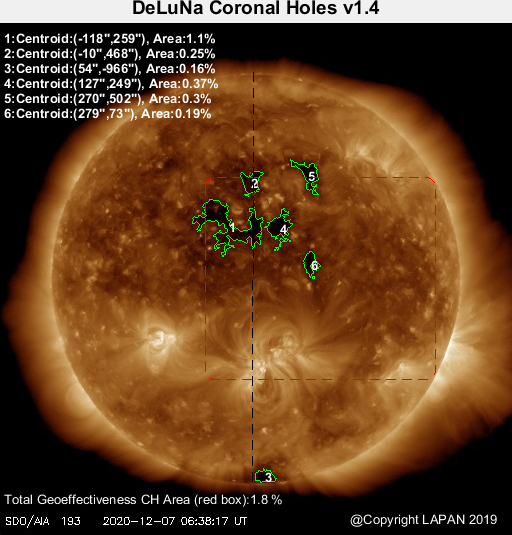 DeLuNa Coronal Holes v1.4
1:Centroid:(-118",259"), Area:1.1%
2:Centroid:(-10",468"), Area:0.25%
3:Centroid:(54",-966"), Area:0.16%
4:Centroid:(127",249"), Area:0.37%
5:Centroid:(270",502"), Area:0.3%
6:Centroid:(279",73"), Area:0.19%
5
2
1
4
6
3
Total Geoeffectiveness CH Area (red box):1.8 %
SDO/AIA 193 2020-12-07 06:38:17 UT
@Copyright LAPAN 2019